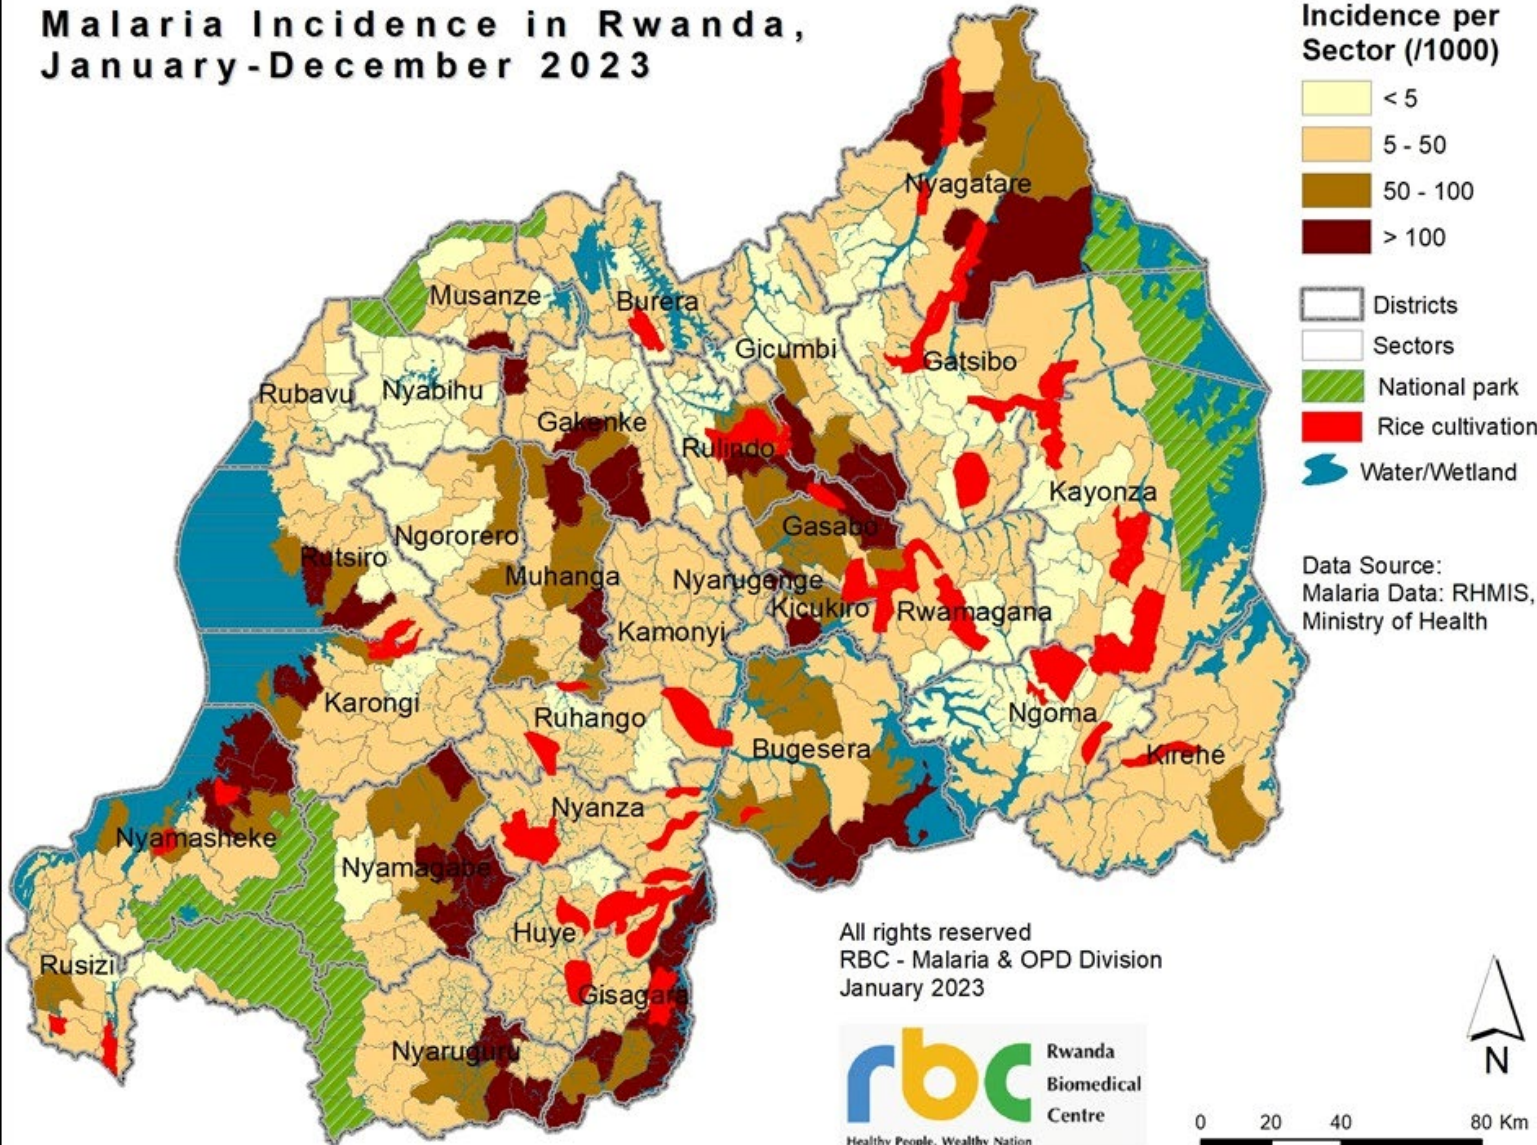 Malaria Incidence in Rwanda,
January-December 2023
Incidence per
Sector (/1000)
< 5
5 - 50
50 - 100
> 100
Districts
Sectors
National park
Rice cultivation
Water/Wetland
Data Source:
Malaria Data: RHMIS,
Ministry of Health
Nyagatare
Musanze
Burera
Gicumbi
Gatsibo
Rubavu
Nyabihu
Gakenke
Rulindo
Kayonza
Ngororero
Gasabo
Rutsiro
Muhanga
Nyarugenge
Kicukiro
Rwamagana
Kamonyi
Karongi
Ruhango
Ngoma
Bugesera
Kirehe
Nyanza
Nyamasheke
Nyamagabe
Huye
Rusizi
Gisagara
Nyaruguru
All rights reserved
RBC - Malaria & OPD Division
January 2023
rbc
Rwanda
Biomedical
Centre
Healthy People, Wealthy Nation
N
0 20 40 80 Km